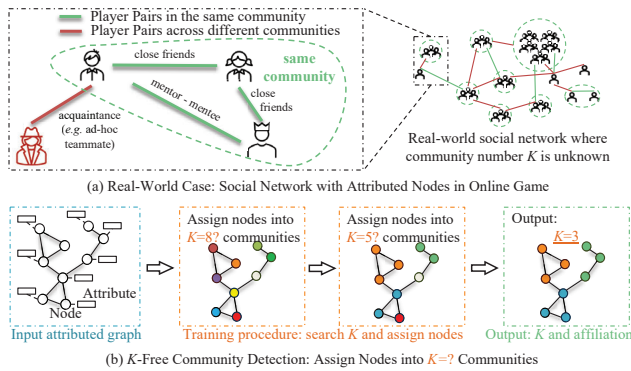 Player Pairs in the same community
Player Pairs across different communities
close friends
same
community
mentor - mentee
close
friends
acquaintance
(e.g. ad-hoc
teammate)
Real-world social network where
community number K is unknown
(a) Real-World Case: Social Network with Attributed Nodes in Online Game
Assign nodes into
K=8? communities
Assign nodes into
K=5? communities
Output:
K=3
Attribute
Node
Input attributed graph
Training procedure: search K and assign nodes
Output: K and affiliation
(b) K-Free Community Detection: Assign Nodes into K=? Communities